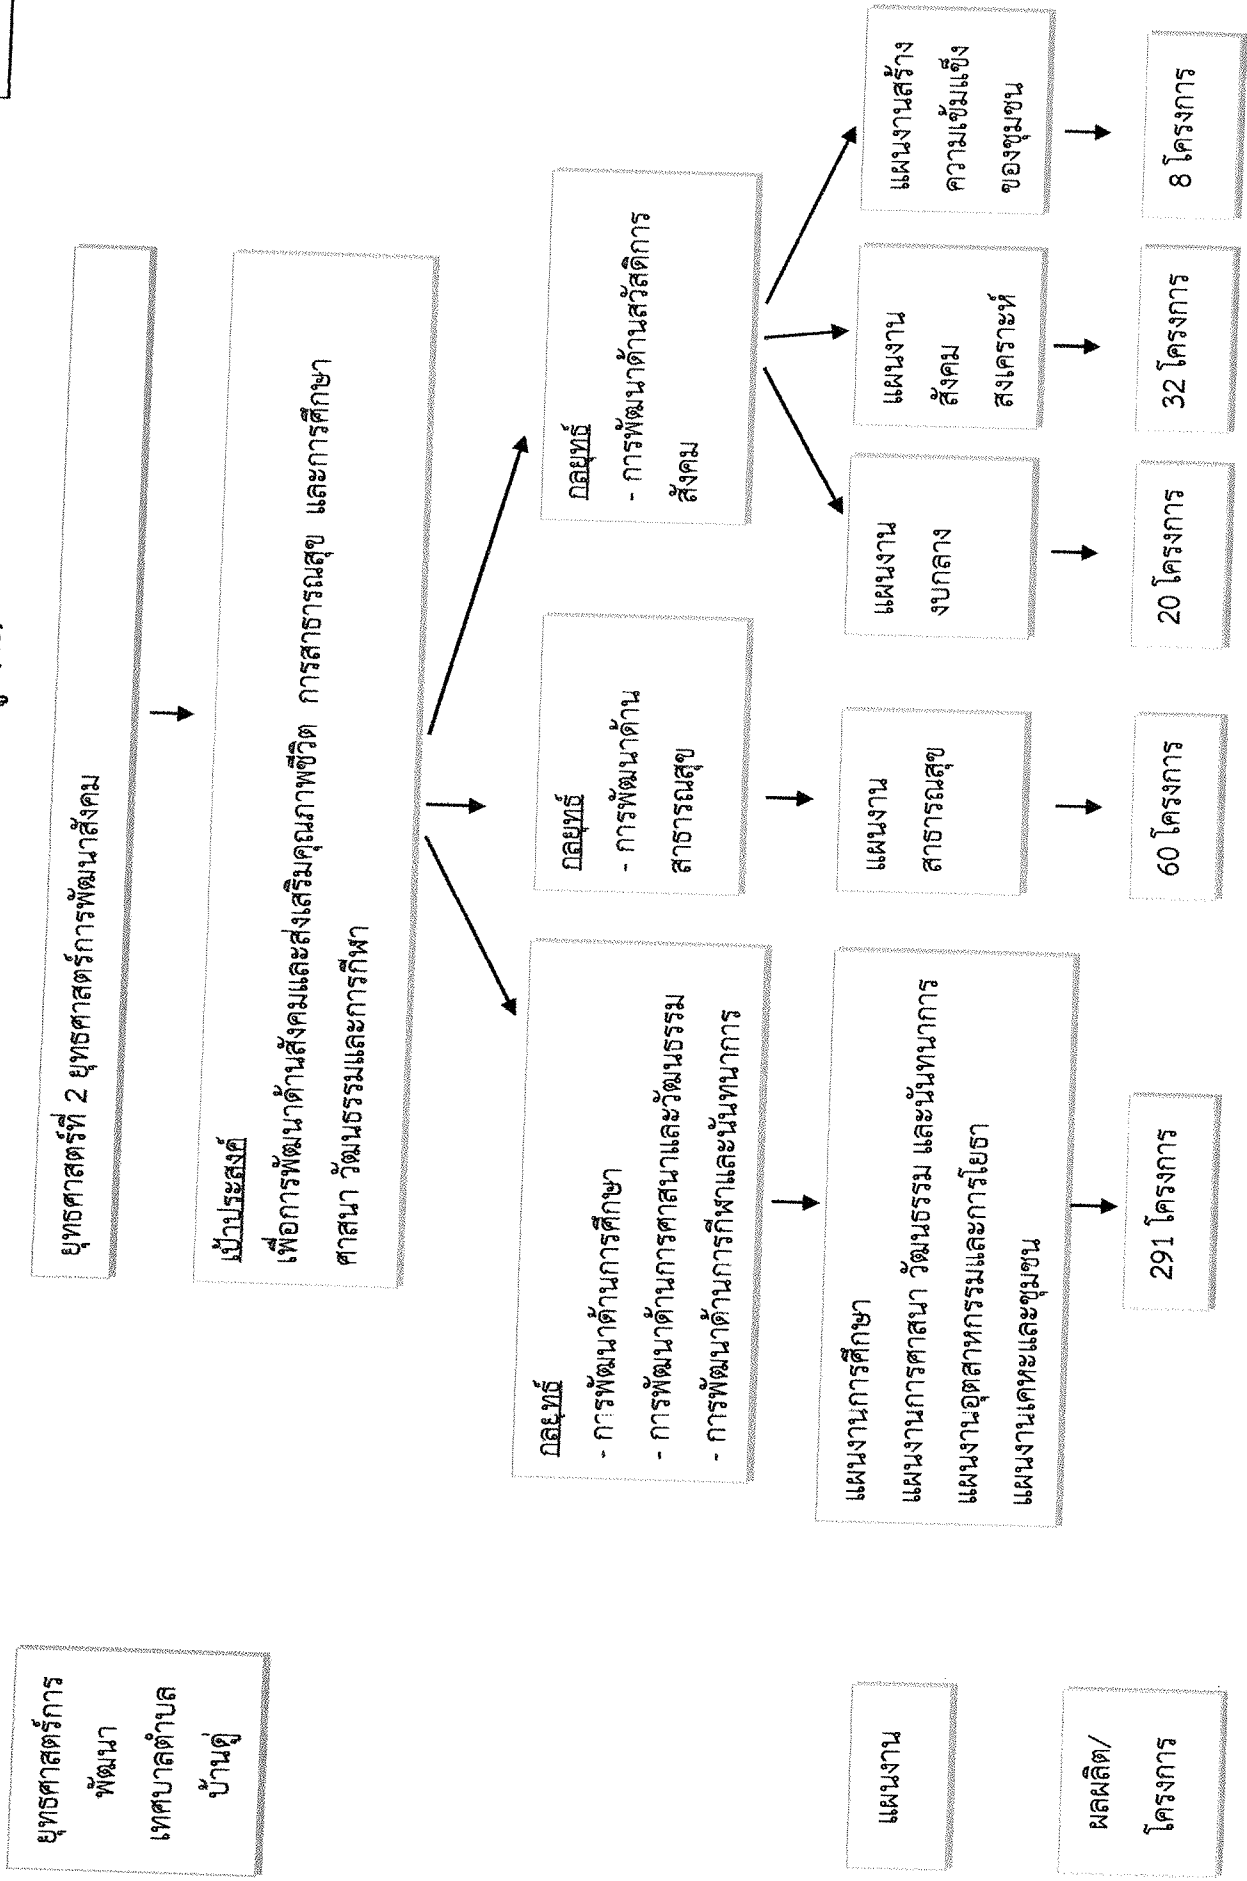 ยุทธศาสตร์การ
พัฒนา
เทศบาลตำบล
บ้านดู่
ยุทธศาสตร์ที่ 2 ยุทธศาสตร์การพัฒนาสังคม
เป้าประสงค์
เพื่อการพัฒนาด้านสังคมและส่งเสริมคุณภาพชีวิต การสาธารณสุข และการศึกษา
ศาสนา วัฒนธรรมและการกีฬา
กลยุทธ์
- การพัฒนาด้านการศึกษา
- การพัฒนาด้านการศาสนาและวัฒนธรรม
- การพัฒนาด้านการกีฬาและนันทนาการ
กลยุทธ์
- การพัฒนาด้าน
สาธารณสุข
กลยุทธ์
- การพัฒนาด้านสวัสดิการ
สังคม
แผนงาน
แผนงานการศึกษา
แผนงานการศาสนา วัฒนธรรม และนันทนาการ
แผนงานอุตสาหกรรมและการโยธา
แผนงานเคหะและชุมชน
แผนงาน
สาธารณสุข
แผนงาน
งบกลาง
แผนงาน
สังคม
สงเคราะห์
แผนงานสร้าง
ความเข้มแข็ง
ของชุมชน
ผลผลิต/
โครงการ
291 โครงการ
60 โครงการ
20 โครงการ
32 โครงการ
8 โครงการ